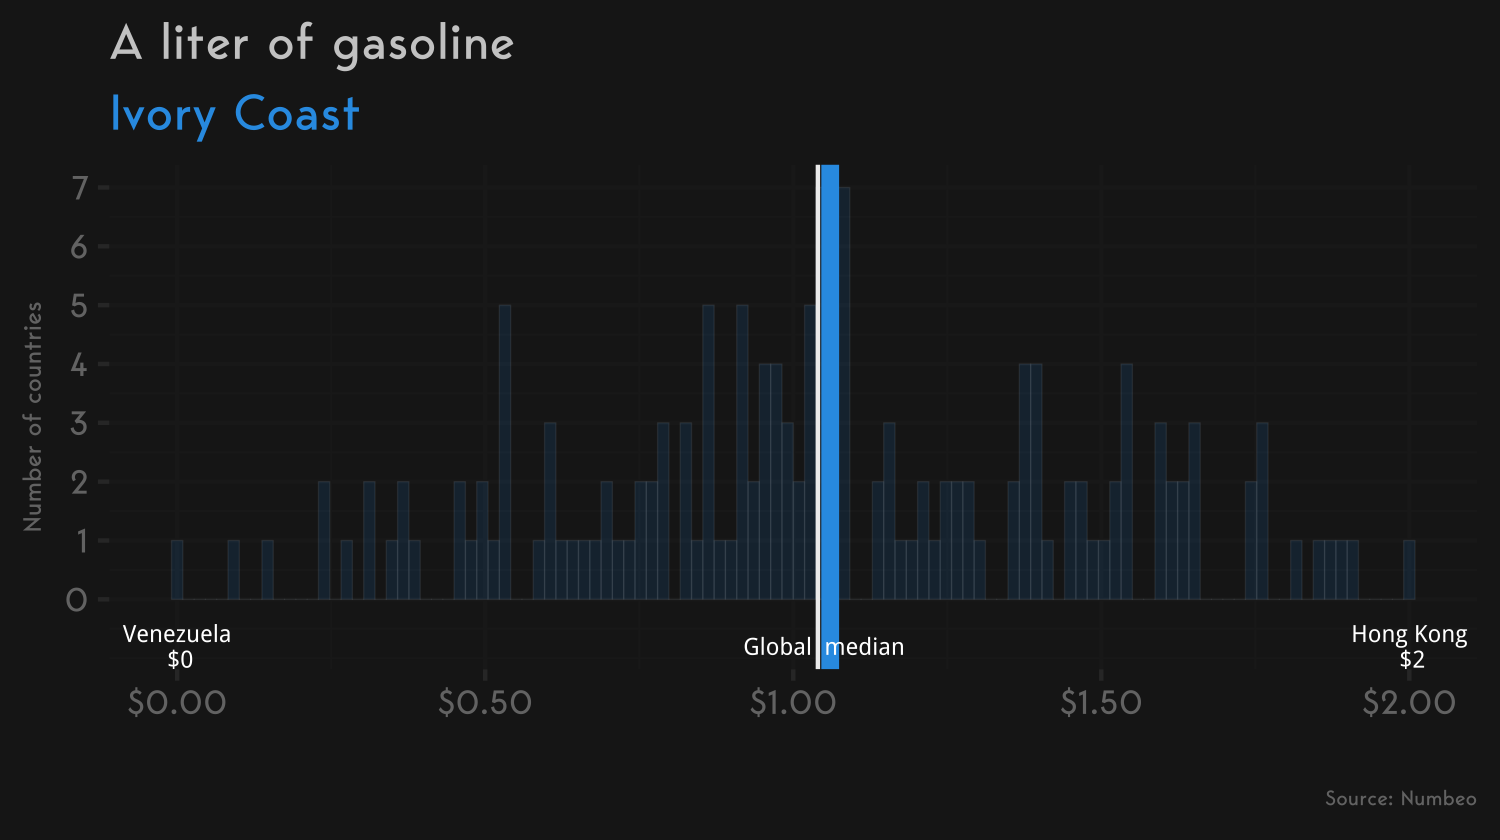 A liter of gasoline
Ivory Coast
Number of countries
7
6
5
4
3
2
1
0
Venezuela
$0
Global median
Hong Kong
$2
$0.00 $0.50 $1.00 $1.50 $2.00
Source: Numbeo